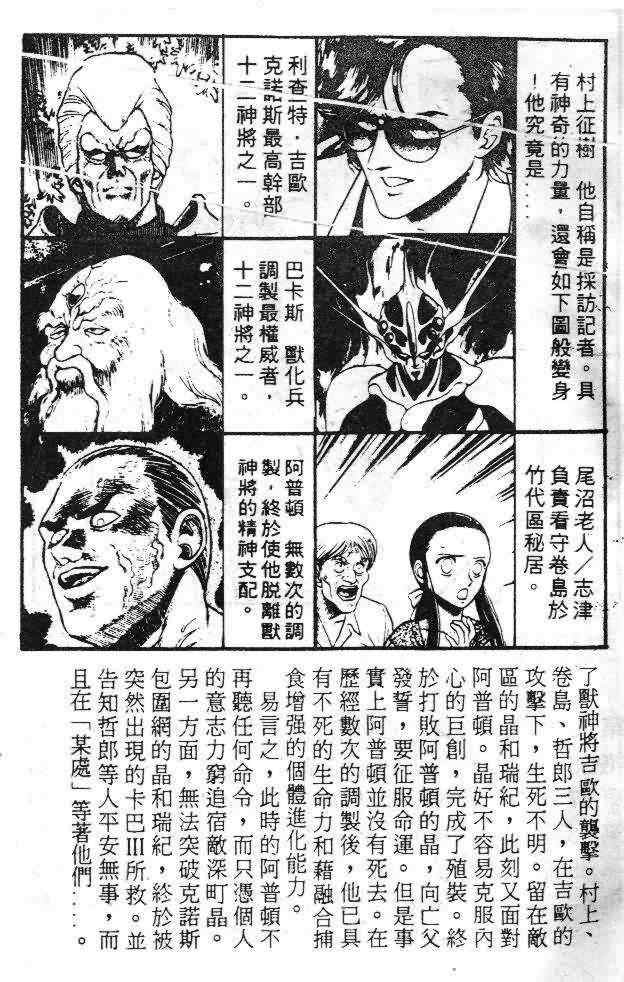 村上征樹　他自稱是採訪記者。具
有神奇的力量，還會如下圖般變身
！他究竟是……
利查一特．吉歐
克諾斯最高幹部
十二神將之一。
巴卡斯　獸化兵
調製最權威者，
十二神將之一。
尾沼老人／志津
負責看守卷島於
竹代區秘居。
阿普頓　無數次的調
製，終於使他脫離獸
神將的精神支配。
了獸神將吉歐的襲擊。村上、
卷島、哲郎三人，在吉歐的
攻擊下，生死不明。留在敵
區的晶和瑞紀，此刻又面對
阿普頓。晶好不容易克服內
心的巨創，完成了殖裝。終
於打敗阿普頓的晶，向亡父
發誓，要征服命運。但是事
實上阿普頓並沒有死去。在
歷經數次的調製後，他已具
有不死的生命力和藉融合捕
食增强的個體進化能力。
易言之，此時的阿普頓不
再聽任何命令，而只憑個人
的意志力窮追宿敵深町晶。
另一方面，無法突破克諾斯
包圍網的晶和瑞紀，終於被
突然出現的卡巴Ⅲ所救。並
告知哲郎等人平安無事，而
且在「某處」等著他們……。